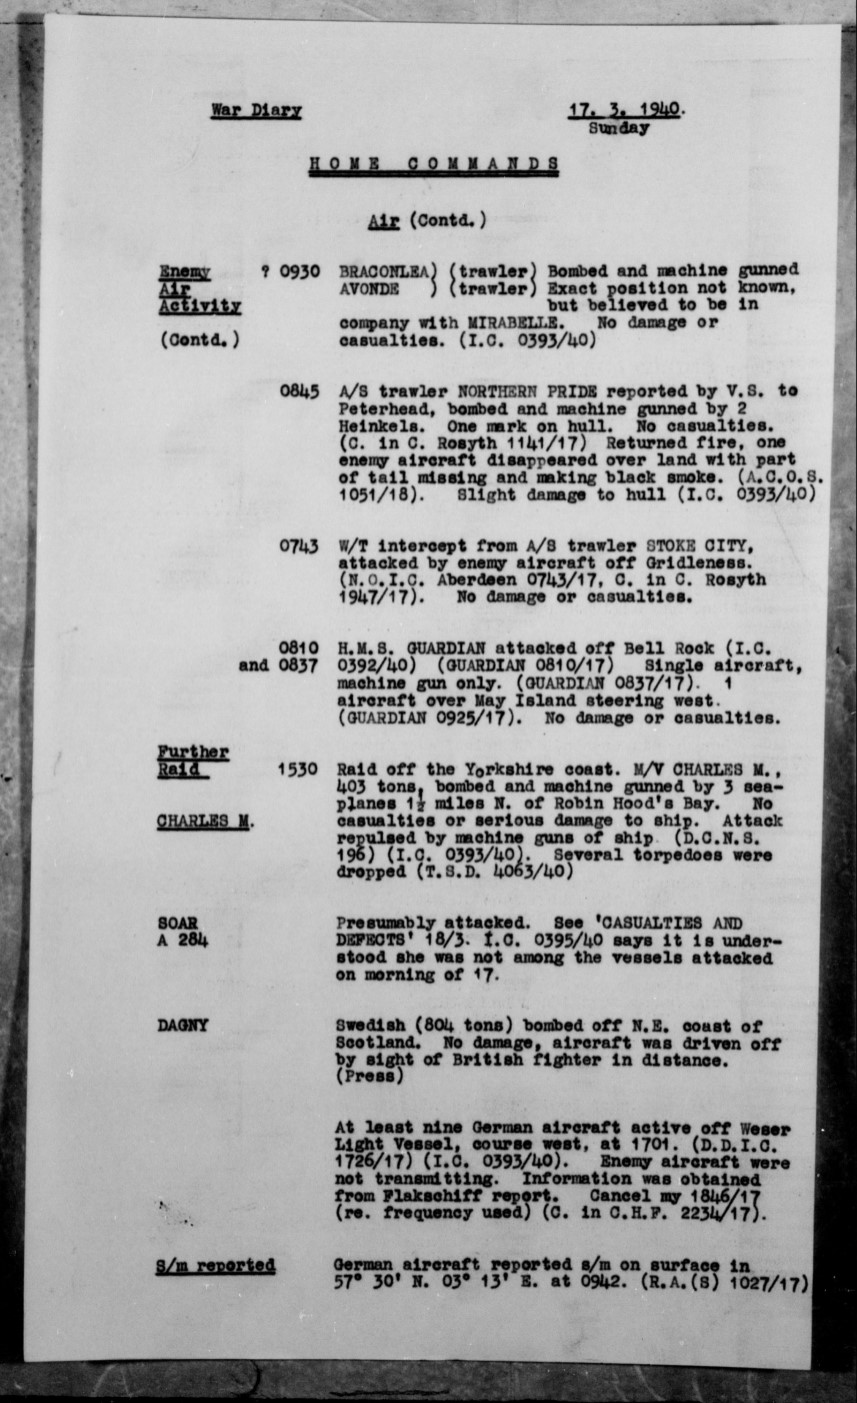 War Diary 17. 3. 1940.
Sunday
HOME COMMANDS
Air (Contd.)
Enemy ? 0930 BRACONLEA) (trawler) Bombed and machine gunned
Air AVONDE ) (trawler) Exact position not known,
Activity but believed to be in
company with MIRABELLE. No damage or
(Contd.) casualties. (I.C. 0393/40)
0845 A/S trawler NORTHERN PRIDE reported by V.S. to
Peterhead, bombed and machine gunned by 2
Heinkels. One mark on hull. No casualties.
(C. in C. Rosyth 1141/17) Returned fire, one
enemy aircraft disappeared over land with part
of tail missing and making black smoke. (A.C.O.S.
1051/18). Slight damage to hull (I.C. 0393/40)
0743 W/T intercept from A/S trawler STOKE CITY,
attacked by enemy aircraft off Gridleness.
(N.O.I.C. Aberdeen 0743/17, C. in C. Rosyth
1947/17). No damage or casualties.
0810 H.M.S. GUARDIAN attacked off Bell Rock (I.C.
and 0837 0392/40) (GUARDIAN 0810/17) Single aircraft,
machine gun only. (GUARDIAN 0837/17). 1
aircraft over May Island steering west.
(GUARDIAN 0925/17). No damage or casualties.
Further
Raid 1530 Raid off the Yorkshire coast. M/V CHARLES M.,
403 tons, bombed and machine gunned by 3 sea-
planes 1½ miles N. of Robin Hood's Bay. No
CHARLES M. casualties or serious damage to ship. Attack
repulsed by machine guns of ship (D.C.N.S.
196) (I.C. 0393/40). Several torpedoes were
dropped (T.S.D. 4063/40)
SOAR Presumably attacked. See 'CASUALTIES AND
A 284 DEFECTS' 18/3. I.C. 0395/40 says it is under-
stood she was not among the vessels attacked
on morning of 17.
DAGNY Swedish (804 tons) bombed off N.E. coast of
Scotland. No damage, aircraft was driven off
by sight of British fighter in distance.
(Press)
At least nine German aircraft active off Weser
Light Vessel, course west, at 1701. (D.D.I.C.
1726/17) (I.C. 0393/40). Enemy aircraft were
not transmitting. Information was obtained
from Flakschiff report. Cancel my 1846/17
(re. frequency used) (C. in C.H.F. 2234/17).
S/m reported German aircraft reported s/m on surface in
57° 30' N. 03° 13' E. at 0942. (R.A.(S) 1027/17)